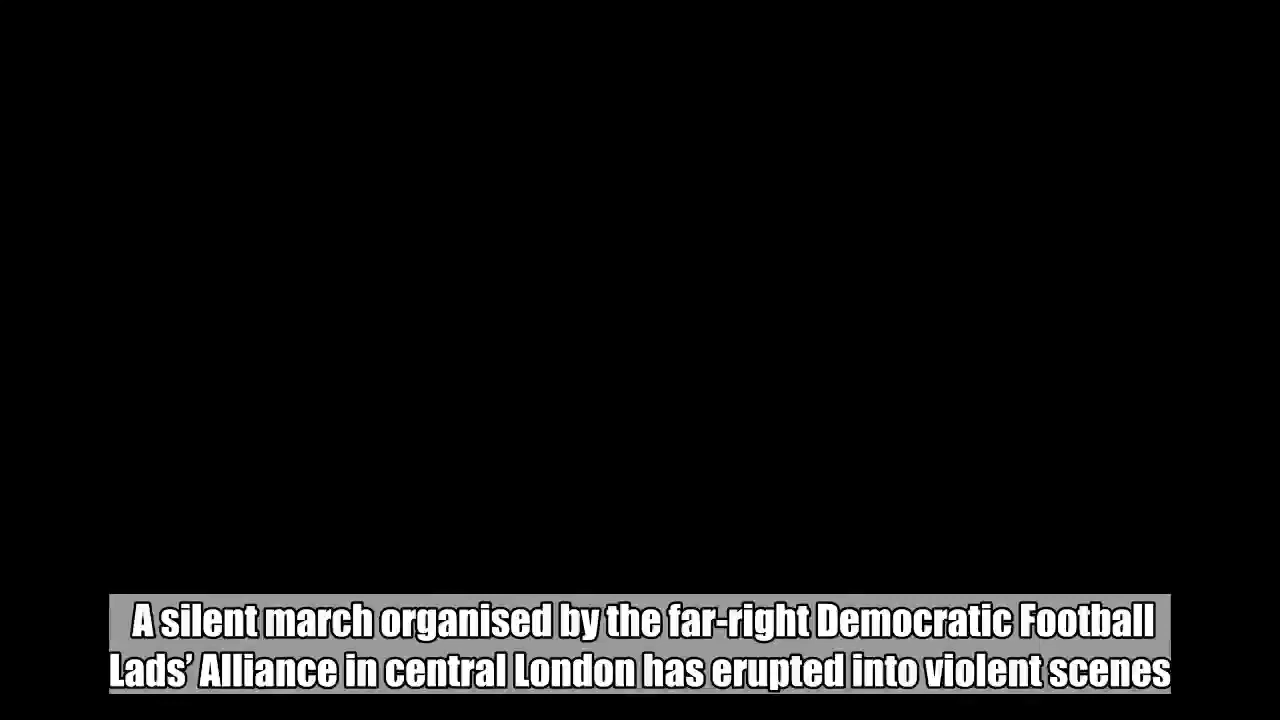 A silent march organised by the far-right Democratic Football
Lads’ Alliance in central London has erupted into violent scenes